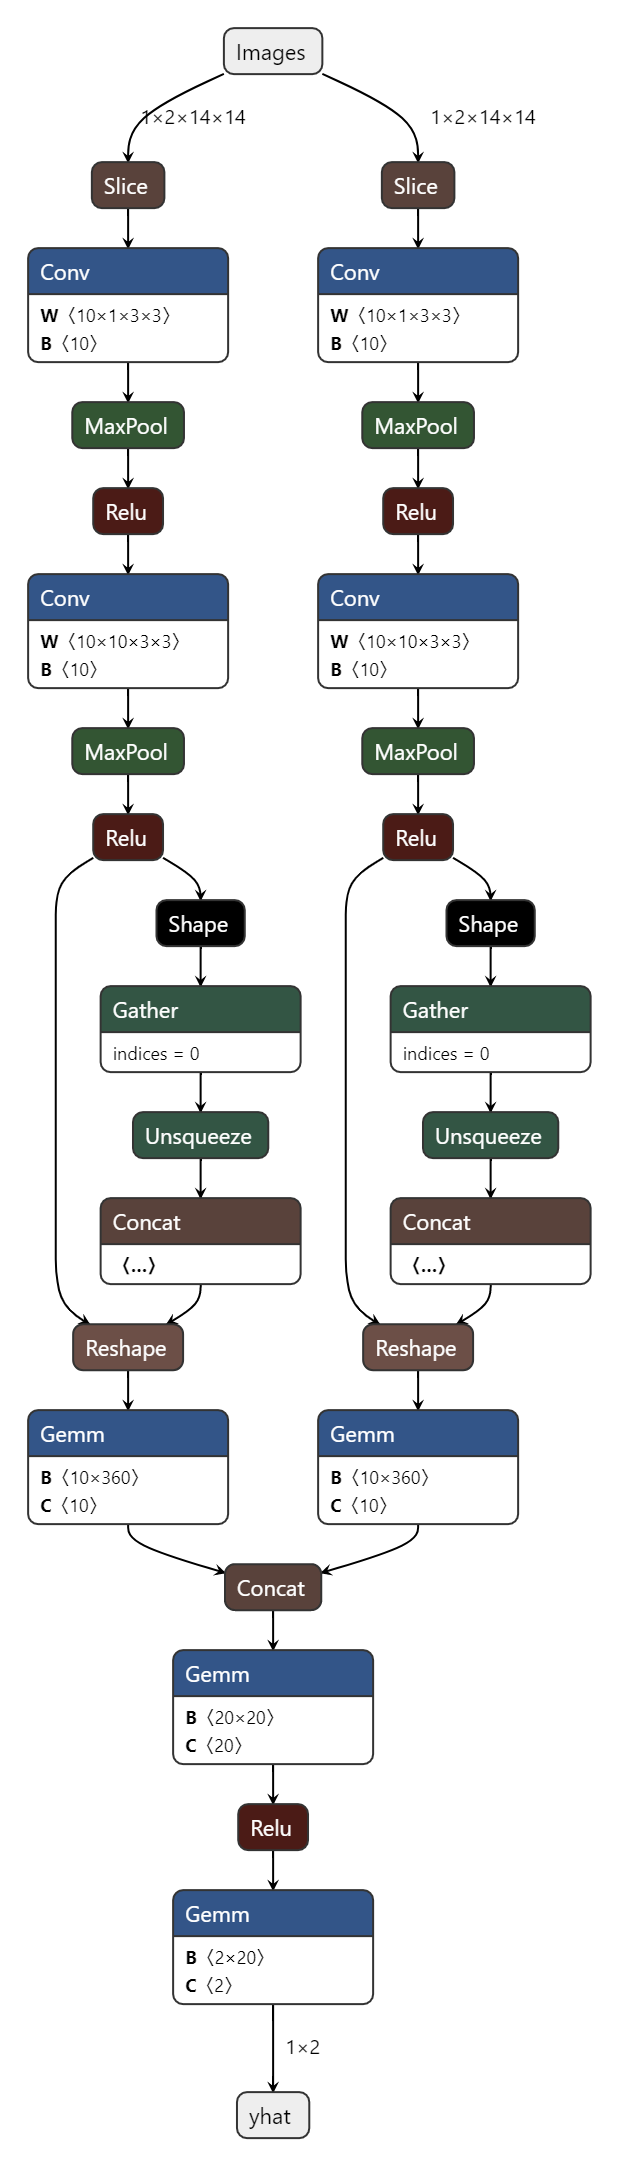 Images
1×2×14×14
1×2×14×14
Slice
Slice
Conv
W 〈10×1×3×3〉
B 〈10〉
Conv
W 〈10×1×3×3〉
B 〈10〉
MaxPool
MaxPool
Relu
Relu
Conv
W 〈10×10×3×3〉
B 〈10〉
Conv
W 〈10×10×3×3〉
B 〈10〉
MaxPool
MaxPool
Relu
Relu
Shape
Shape
Gather
indices = 0
Gather
indices = 0
Unsqueeze
Unsqueeze
Concat
〈...〉
Concat
〈...〉
Reshape
Reshape
Gemm
B 〈10×360〉
C 〈10〉
Gemm
B 〈10×360〉
C 〈10〉
Concat
Gemm
B 〈20×20〉
C 〈20〉
Relu
Gemm
B 〈2×20〉
C 〈2〉
1×2
yhat